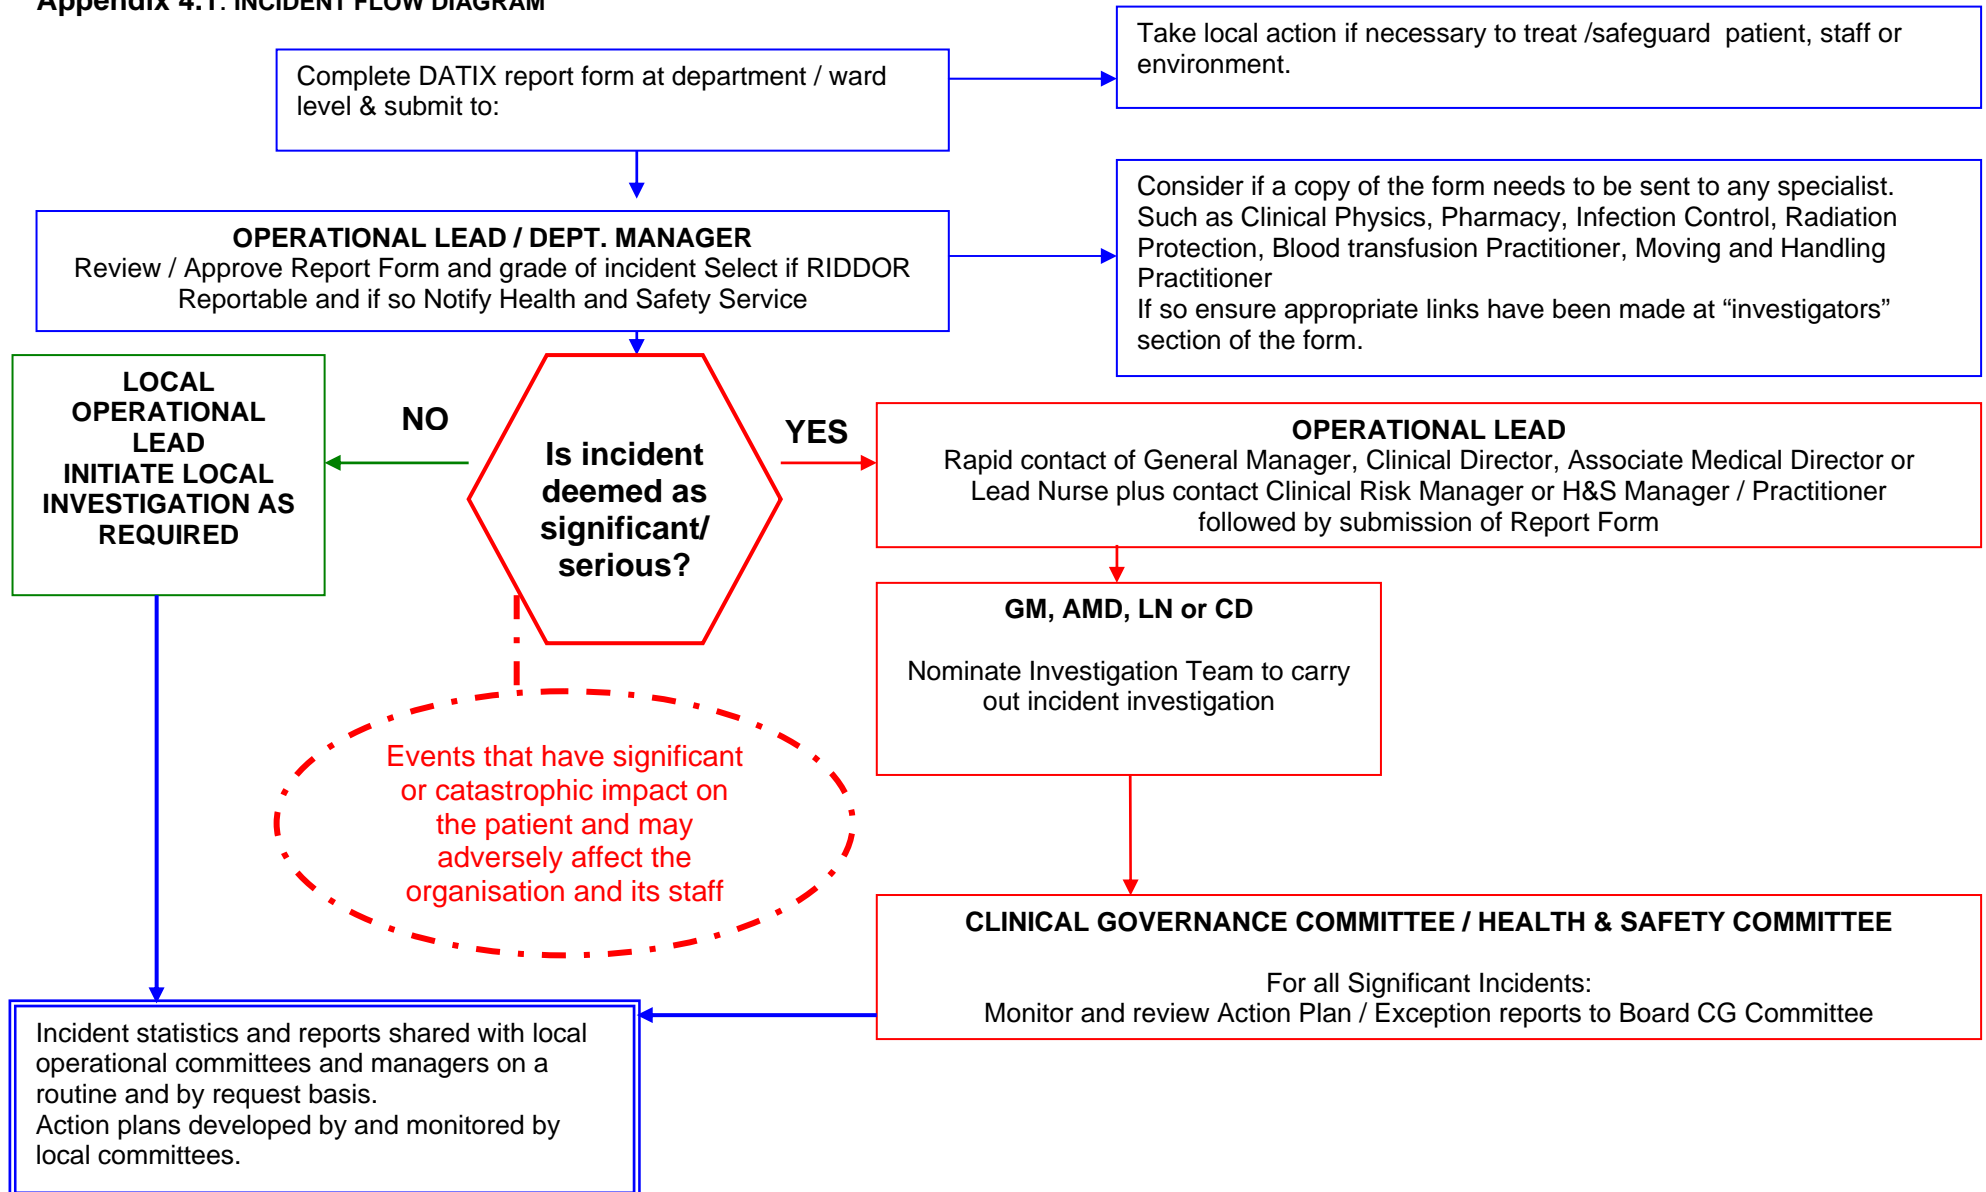 Appendix 4.1. INCIDENT FLOW DIAGRAM
Complete DATIX report form at department / ward
level & submit to:
Take local action if necessary to treat /safeguard  patient, staff or
environment.
OPERATIONAL LEAD / DEPT. MANAGER
Review / Approve Report Form and grade of incident Select if RIDDOR
Reportable and if so Notify Health and Safety Service
Consider if a copy of the form needs to be sent to any specialist.
Such as Clinical Physics, Pharmacy, Infection Control, Radiation
Protection, Blood transfusion Practitioner, Moving and Handling
Practitioner
If so ensure appropriate links have been made at “investigators”
section of the form.
LOCAL
OPERATIONAL
LEAD
INITIATE LOCAL
INVESTIGATION AS
REQUIRED
NO
Is incident
deemed as
significant/
serious?
YES
OPERATIONAL LEAD
Rapid contact of General Manager, Clinical Director, Associate Medical Director or
Lead Nurse plus contact Clinical Risk Manager or H&S Manager / Practitioner
followed by submission of Report Form
GM, AMD, LN or CD
Nominate Investigation Team to carry
out incident investigation
Events that have significant
or catastrophic impact on
the patient and may
adversely affect the
organisation and its staff
CLINICAL GOVERNANCE COMMITTEE / HEALTH & SAFETY COMMITTEE
For all Significant Incidents:
Monitor and review Action Plan / Exception reports to Board CG Committee
Incident statistics and reports shared with local
operational committees and managers on a
routine and by request basis.
Action plans developed by and monitored by
local committees.